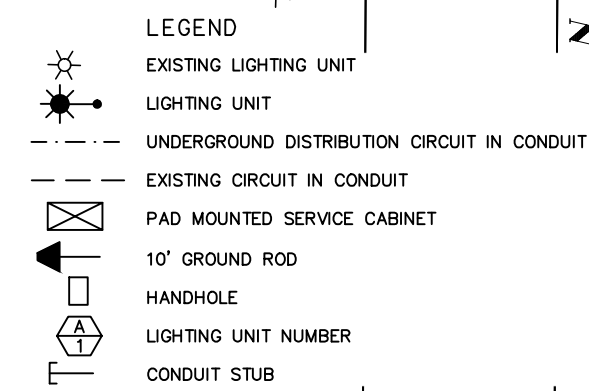 LEGEND
EXISTING LIGHTING UNIT
LIGHTING UNIT
UNDERGROUND DISTRIBUTION CIRCUIT IN CONDUIT
EXISTING CIRCUIT IN CONDUIT
PAD MOUNTED SERVICE CABINET
10' GROUND ROD
HANDHOLE
A
1
LIGHTING UNIT NUMBER
CONDUIT STUB